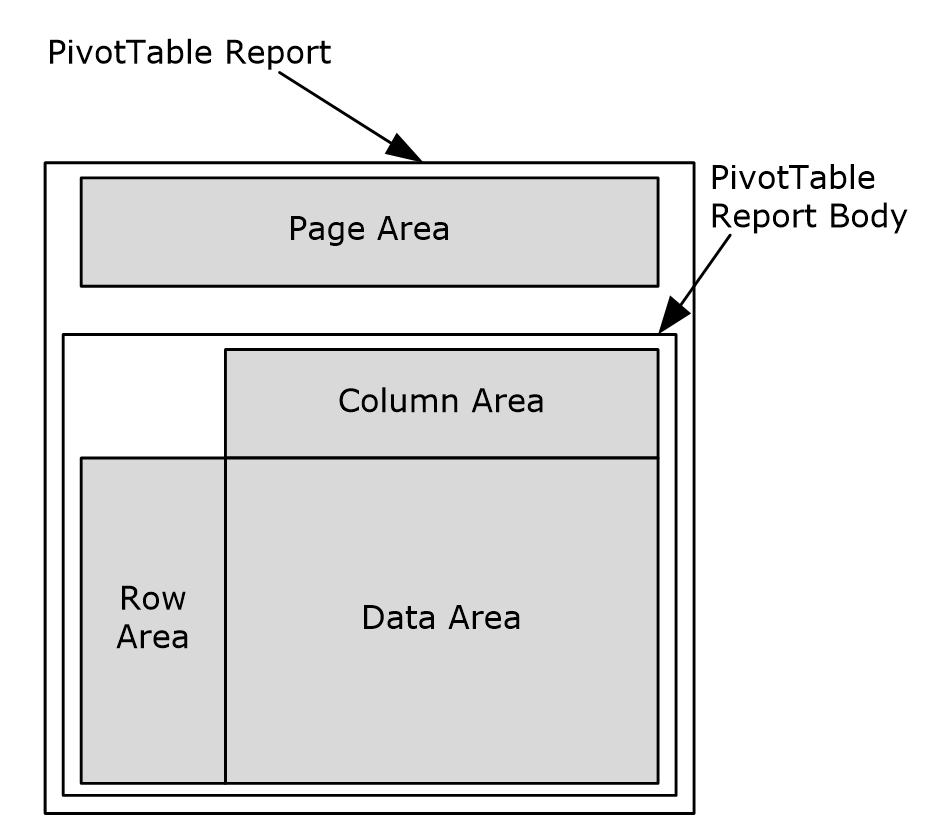 PivotTable Report
PivotTable
Report Body
Page Area
Column Area
Row
Area
Data Area